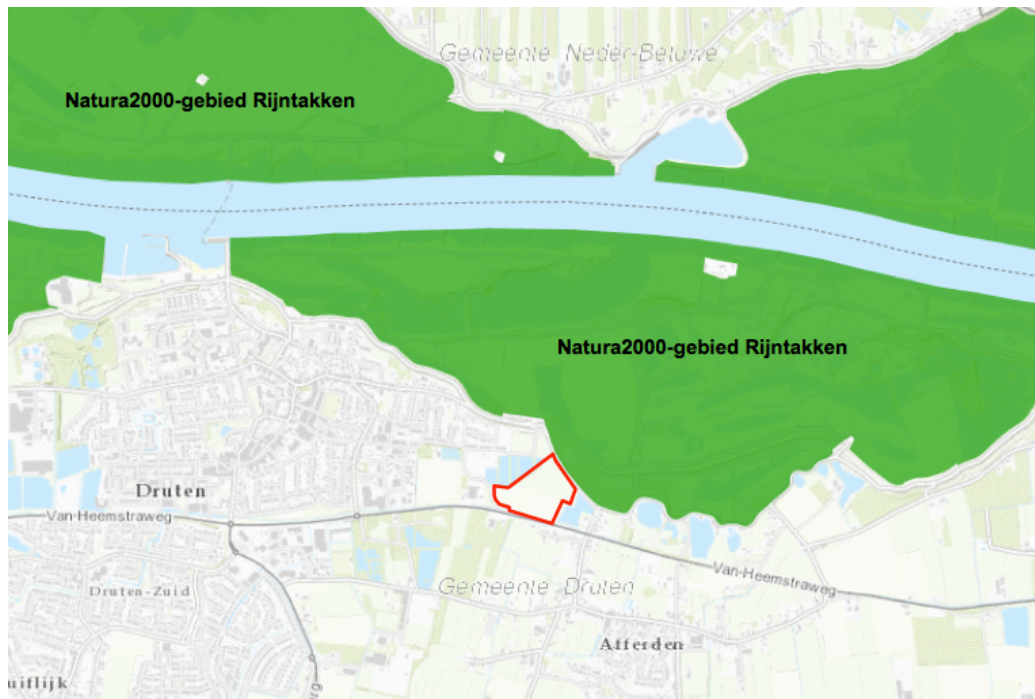 Gemeente Neder-Betuwe
Natura2000-gebied Rijntakken
Natura2000-gebied Rijntakken
Druten
Van-Heemstraweg
Druten-Zuid
Gemeente Druten
Van-Heemstraweg
Afferden
uiflijk